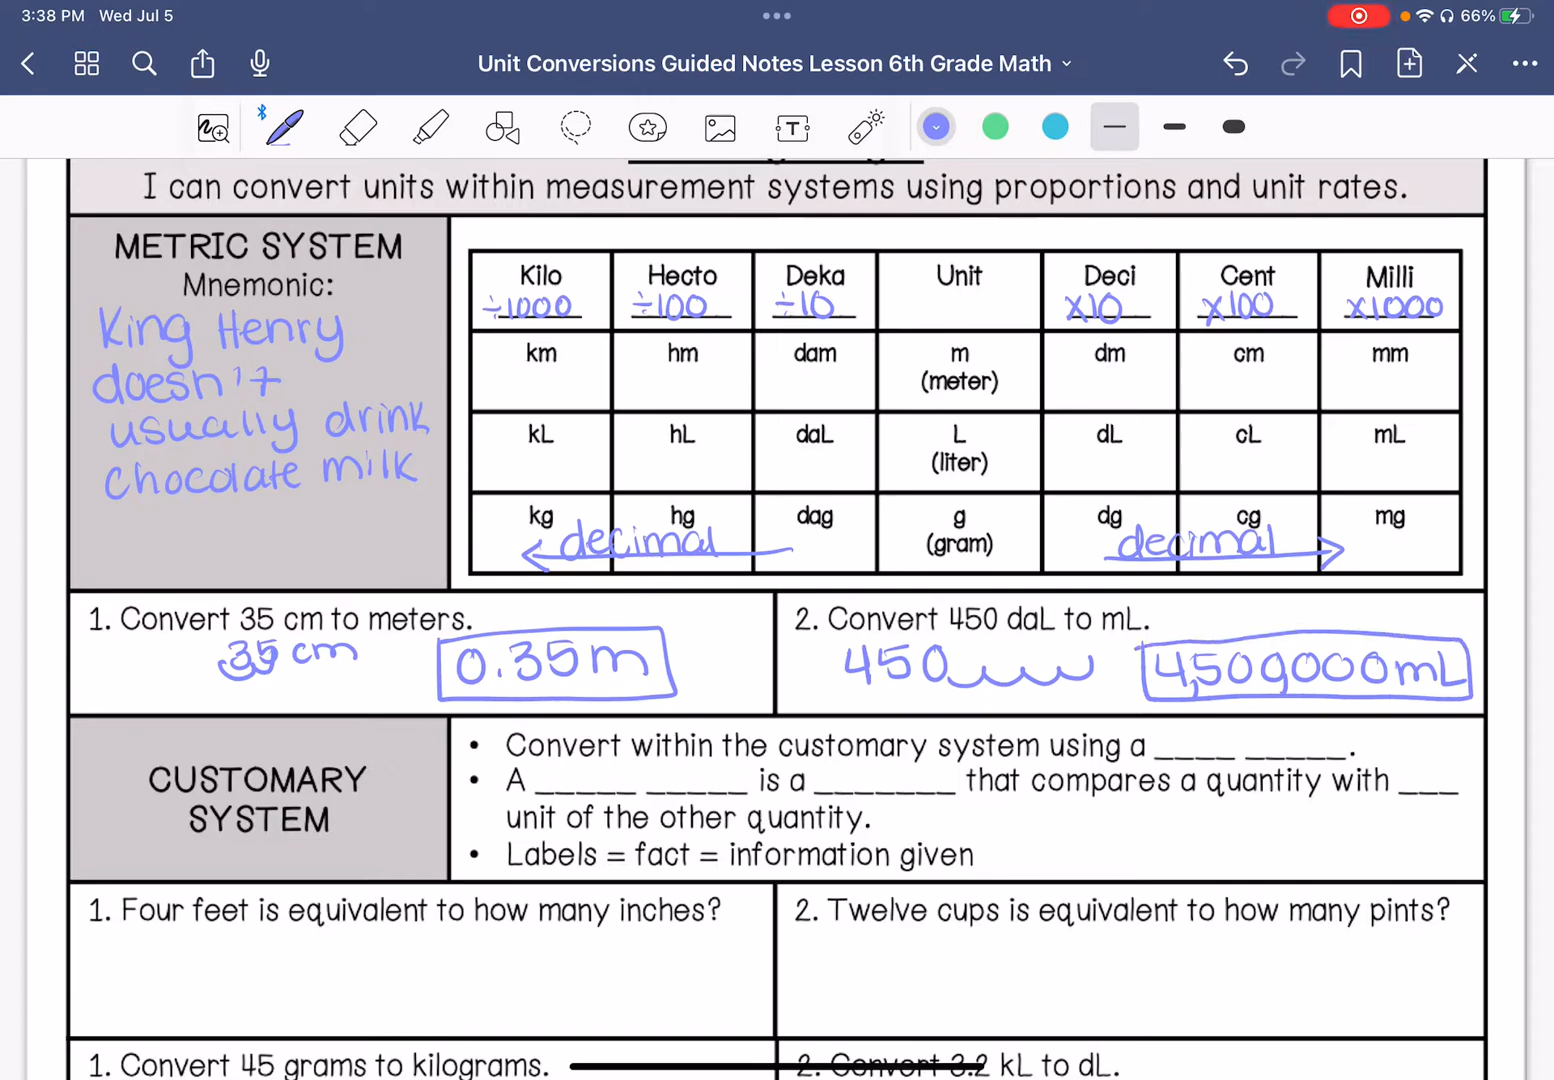 3:38 PM Wed Jul 5
66%
Unit Conversions Guided Notes Lesson 6th Grade Math
T
I can convert units within measurement systems using proportions and unit rates.
METRIC SYSTEM
Mnemonic:
King Henry
doesn't
usually drink
chocolate milk
Kilo Hecto Deka Unit Deci Cent Milli
÷1000 ÷100 ÷10 x10 x100 x1000
km hm dam m dm cm mm
(meter)
kL hL daL L dL cL mL
(liter)
kg hg dag g dg cg mg
(gram)
decimal decimal
1. Convert 35 cm to meters.
35 cm 0.35m
2. Convert 450 daL to mL.
450 4,500,000mL
CUSTOMARY
SYSTEM
• Convert within the customary system using a ____ _____.
• A _____ _____ is a _______ that compares a quantity with ___
unit of the other quantity.
• Labels = fact = information given
1. Four feet is equivalent to how many inches?
2. Twelve cups is equivalent to how many pints?
1. Convert 45 grams to kilograms.
2. Convert 3.2 kL to dL.